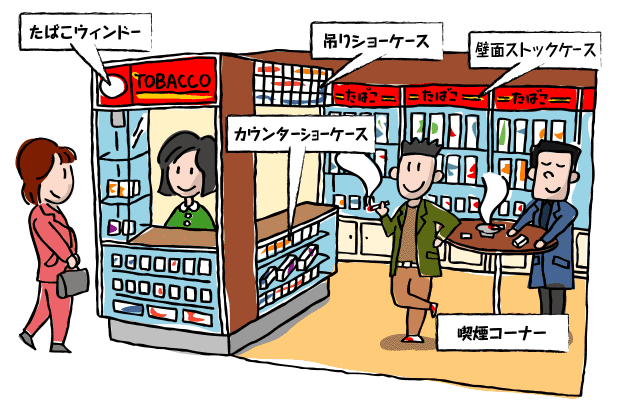 たばこウィンドー
吊りショーケース
壁面ストックケース
TOBACCO
たばこ
たばこ
たばこ
カウンターショーケース
喫煙コーナー